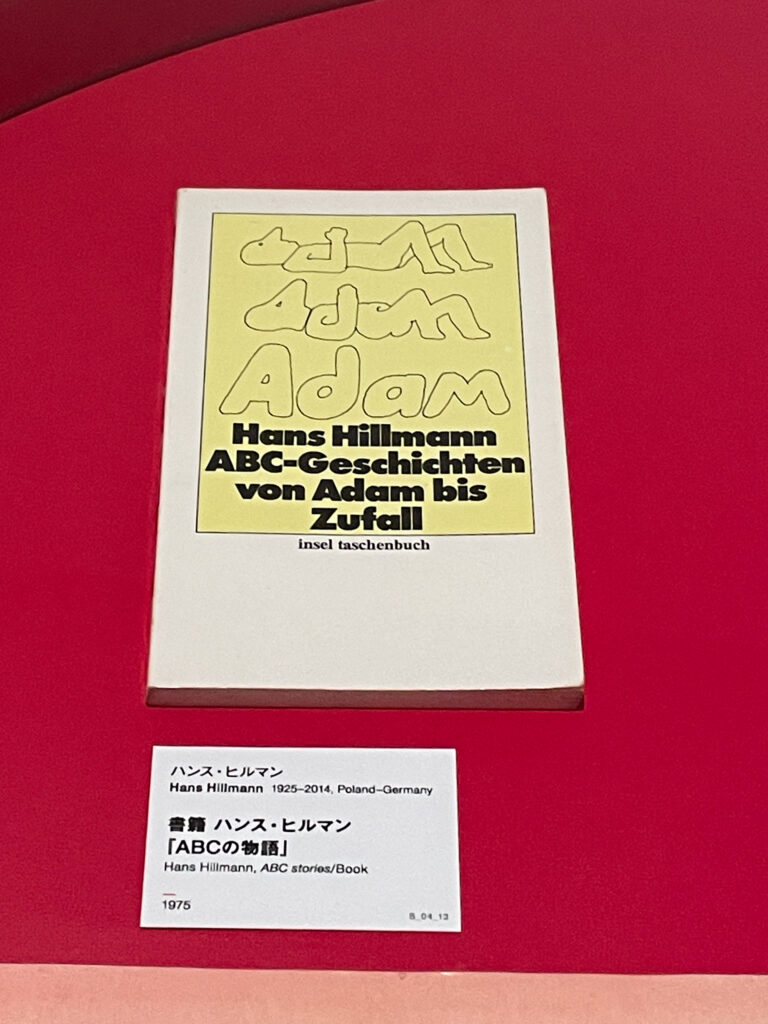 Adam
Adam
Adam
Hans Hillmann
ABC-Geschichten
von Adam bis
Zufall
insel taschenbuch
ハンス・ヒルマン
Hans Hillmann 1925–2014, Poland–Germany
書籍 ハンス・ヒルマン
「ABCの物語」
Hans Hillmann, ABC stories/Book
1975
S_04_13